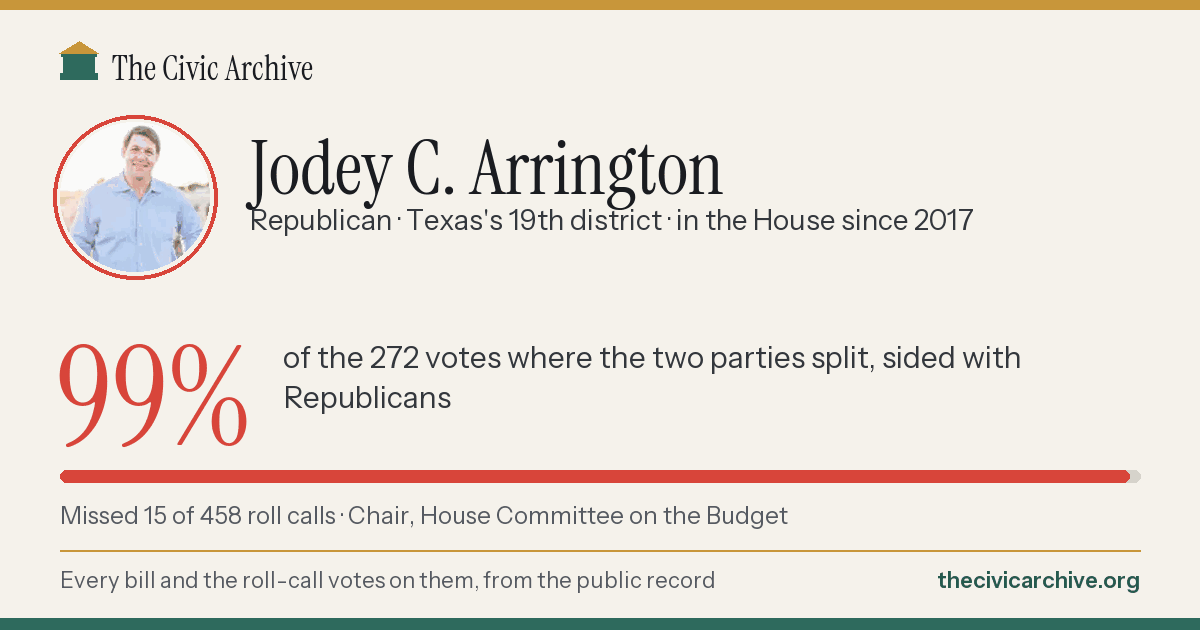 The Civic Archive
Jodey C. Arrington
Republican · Texas's 19th district · in the House since 2017
99%
of the 272 votes where the two parties split, sided with
Republicans
Missed 15 of 458 roll calls · Chair, House Committee on the Budget
Every bill and the roll-call votes on them, from the public record
thecivicarchive.org